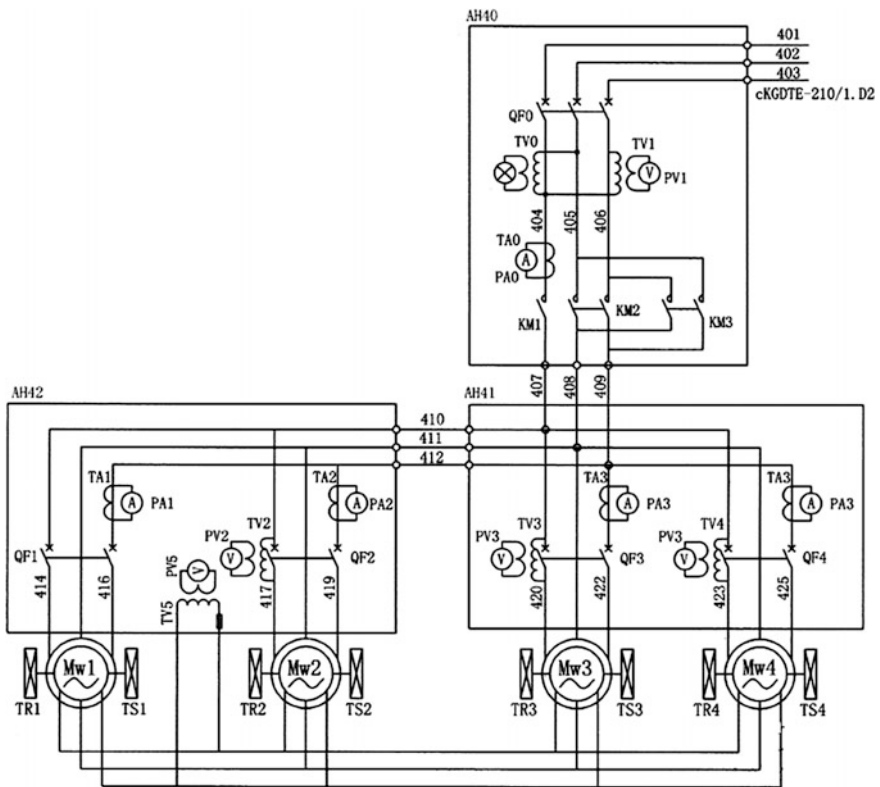 AH40
401
402
403
cKGDTE-210/1.D2
QF0
TV0
TV1
V
PV1
404
405
406
TA0
A
PA0
KM1
KM2
KM3
407
408
409
AH42
AH41
410
411
412
TA1
A
PA1
TA2
A
PA2
TA3
A
PA3
TA3
A
PA3
QF1
414
416
PV5
V
TV5
PV2
V
TV2
417
419
QF2
PV3
V
TV3
420
422
QF3
PV3
V
TV4
423
425
QF4
Mw1
Mw2
Mw3
Mw4
TR1
TS1
TR2
TS2
TR3
TS3
TR4
TS4